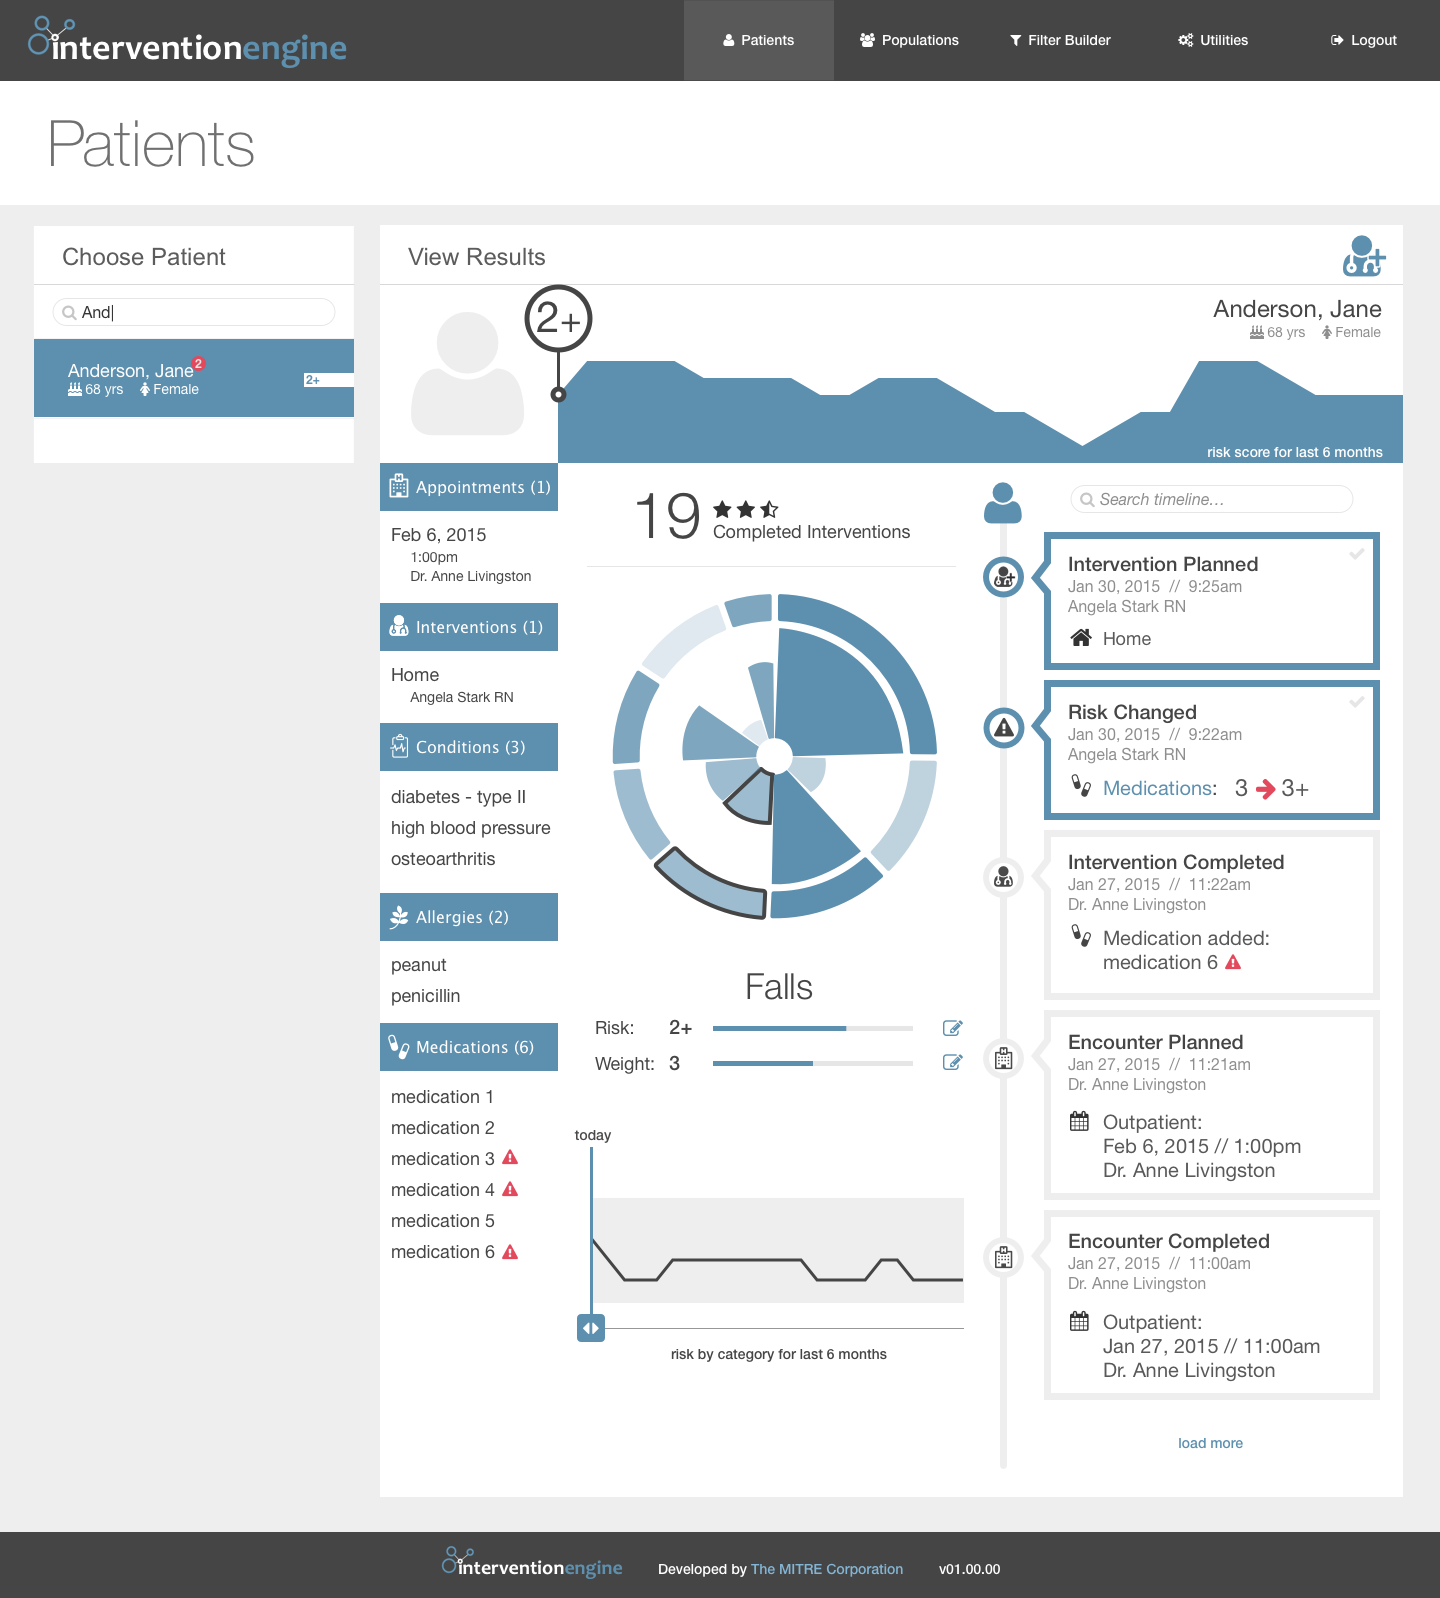 interventionengine
Patients
Populations
Filter Builder
Utilities
Logout
Patients
Choose Patient
And
Anderson, Jane 2
68 yrs Female
2+
View Results
2+
Anderson, Jane
68 yrs Female
risk score for last 6 months
Appointments (1)
Feb 6, 2015
1:00pm
Dr. Anne Livingston
Interventions (1)
Home
Angela Stark RN
Conditions (3)
diabetes - type II
high blood pressure
osteoarthritis
Allergies (2)
peanut
penicillin
Medications (6)
medication 1
medication 2
medication 3
medication 4
medication 5
medication 6
19
Completed Interventions
Falls
Risk: 2+
Weight: 3
today
risk by category for last 6 months
Search timeline...
Intervention Planned
Jan 30, 2015 // 9:25am
Angela Stark RN
Home
Risk Changed
Jan 30, 2015 // 9:22am
Angela Stark RN
Medications: 3 3+
Intervention Completed
Jan 27, 2015 // 11:22am
Dr. Anne Livingston
Medication added:
medication 6
Encounter Planned
Jan 27, 2015 // 11:21am
Dr. Anne Livingston
Outpatient:
Feb 6, 2015 // 1:00pm
Dr. Anne Livingston
Encounter Completed
Jan 27, 2015 // 11:00am
Dr. Anne Livingston
Outpatient:
Jan 27, 2015 // 11:00am
Dr. Anne Livingston
load more
interventionengine
Developed by The MITRE Corporation
v01.00.00